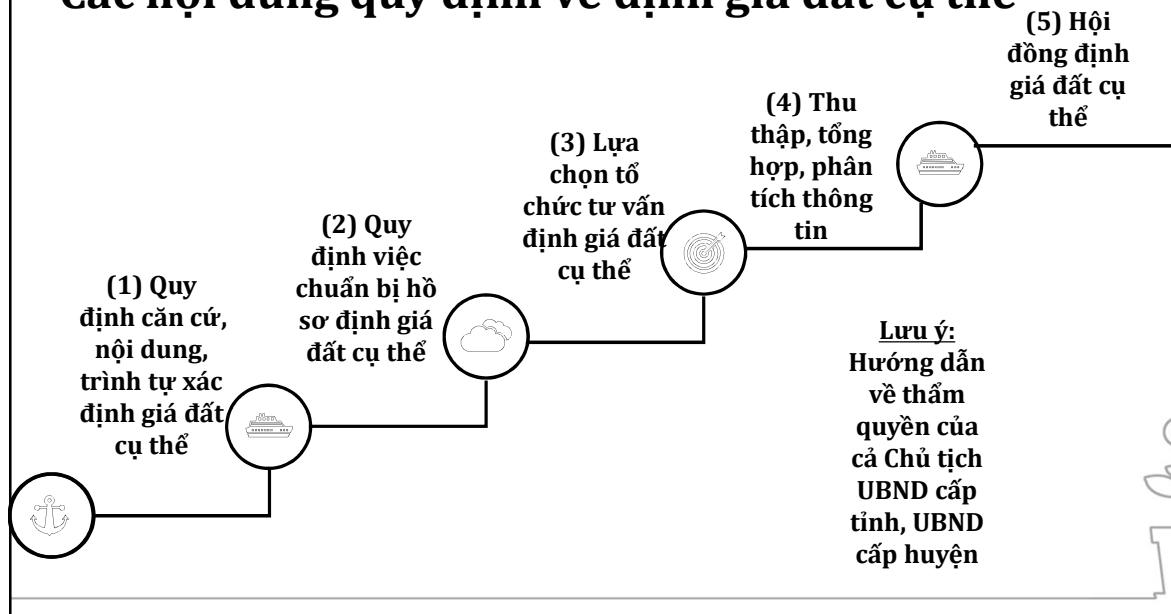 Các nội dung quy định về định giá đất cụ thể
(1) Quy
định căn cứ,
nội dung,
trình tự xác
định giá đất
cụ thể
(2) Quy
định việc
chuẩn bị hồ
sơ định giá
đất cụ thể
(3) Lựa
chọn tổ
chức tư vấn
định giá đất
cụ thể
(4) Thu
thập, tổng
hợp, phân
tích thông
tin
(5) Hội
đồng định
giá đất cụ
thể
Lưu ý:
Hướng dẫn
về thẩm
quyền của
cả Chủ tịch
UBND cấp
tỉnh, UBND
cấp huyện